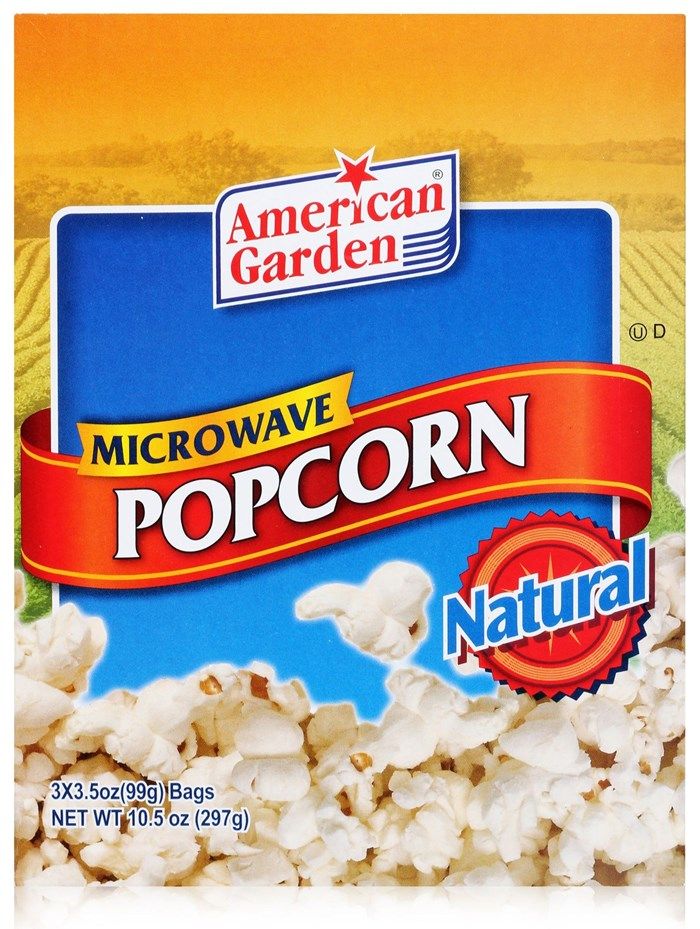 American®
Garden
Ⓤ D
MICROWAVE
POPCORN
Natural
3X3.5oz(99g) Bags
NET WT 10.5 oz (297g)